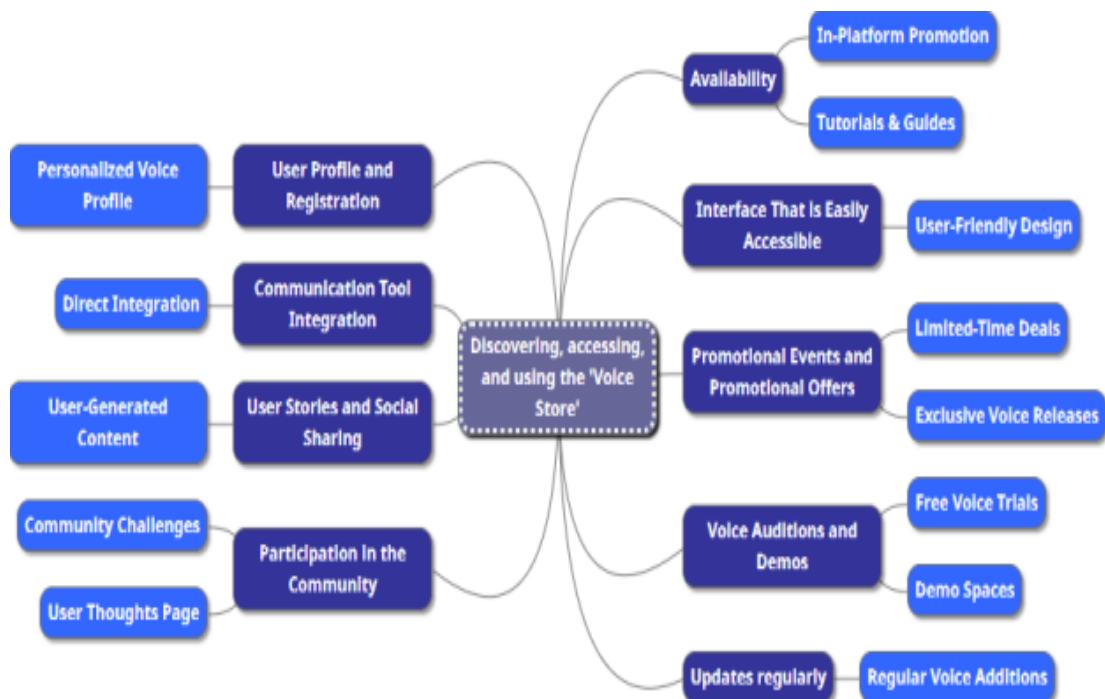 Discovering, accessing,
and using the 'Voice
Store'
User Profile and
Registration
Personalized Voice
Profile
Communication Tool
Integration
Direct Integration
User Stories and Social
Sharing
User-Generated
Content
Participation in the
Community
Community Challenges
User Thoughts Page
Availability
In-Platform Promotion
Tutorials & Guides
Interface That is Easily
Accessible
User-Friendly Design
Promotional Events and
Promotional Offers
Limited-Time Deals
Exclusive Voice Releases
Voice Auditions and
Demos
Free Voice Trials
Demo Spaces
Updates regularly
Regular Voice Additions